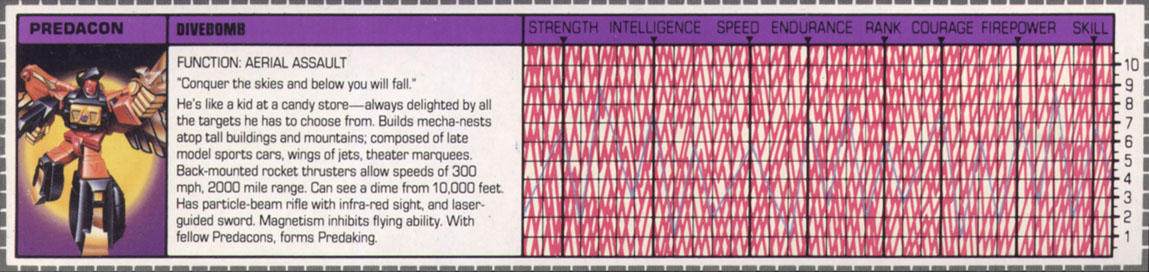 PREDACON
DIVEBOMB
STRENGTH INTELLIGENCE SPEED ENDURANCE RANK COURAGE FIREPOWER SKILL
FUNCTION: AERIAL ASSAULT
"Conquer the skies and below you will fall."
He's like a kid at a candy store—always delighted by all
the targets he has to choose from. Builds mecha-nests
atop tall buildings and mountains; composed of late
model sports cars, wings of jets, theater marquees.
Back-mounted rocket thrusters allow speeds of 300
mph, 2000 mile range. Can see a dime from 10,000 feet.
Has particle-beam rifle with infra-red sight, and laser-
guided sword. Magnetism inhibits flying ability. With
fellow Predacons, forms Predaking.
10
9
8
7
6
5
4
3
2
1